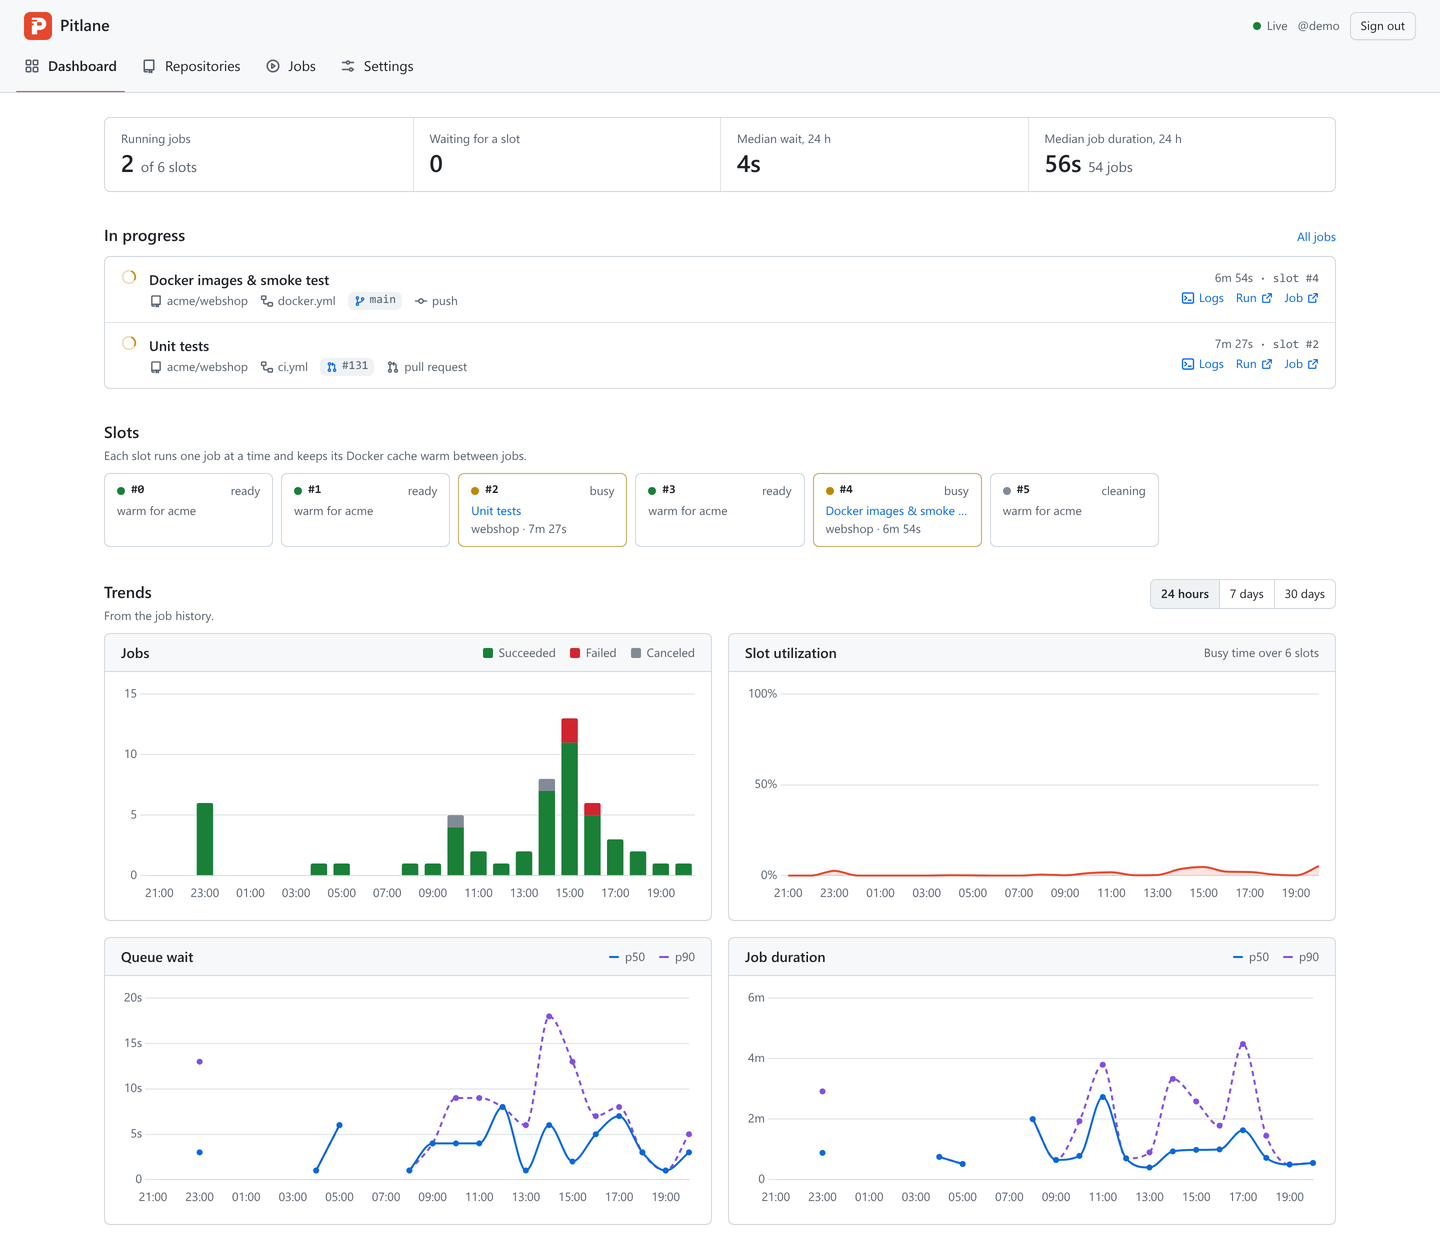 Pitlane
Live @demo Sign out
Dashboard Repositories Jobs Settings
Running jobs
2 of 6 slots
Waiting for a slot
0
Median wait, 24 h
4s
Median job duration, 24 h
56s 54 jobs
In progress
All jobs
Docker images & smoke test
acme/webshop docker.yml main push
6m 54s · slot #4
Logs Run Job
Unit tests
acme/webshop ci.yml #131 pull request
7m 27s · slot #2
Logs Run Job
Slots
Each slot runs one job at a time and keeps its Docker cache warm between jobs.
#0 ready
warm for acme
#1 ready
warm for acme
#2 busy
Unit tests
webshop · 7m 27s
#3 ready
warm for acme
#4 busy
Docker images & smoke ...
webshop · 6m 54s
#5 cleaning
warm for acme
Trends
From the job history.
24 hours 7 days 30 days
Jobs
Succeeded Failed Canceled
15
10
5
0
21:00 23:00 01:00 03:00 05:00 07:00 09:00 11:00 13:00 15:00 17:00 19:00
Slot utilization
Busy time over 6 slots
100%
50%
0%
21:00 23:00 01:00 03:00 05:00 07:00 09:00 11:00 13:00 15:00 17:00 19:00
Queue wait
p50 p90
20s
15s
10s
5s
0
21:00 23:00 01:00 03:00 05:00 07:00 09:00 11:00 13:00 15:00 17:00 19:00
Job duration
p50 p90
6m
4m
2m
0
21:00 23:00 01:00 03:00 05:00 07:00 09:00 11:00 13:00 15:00 17:00 19:00